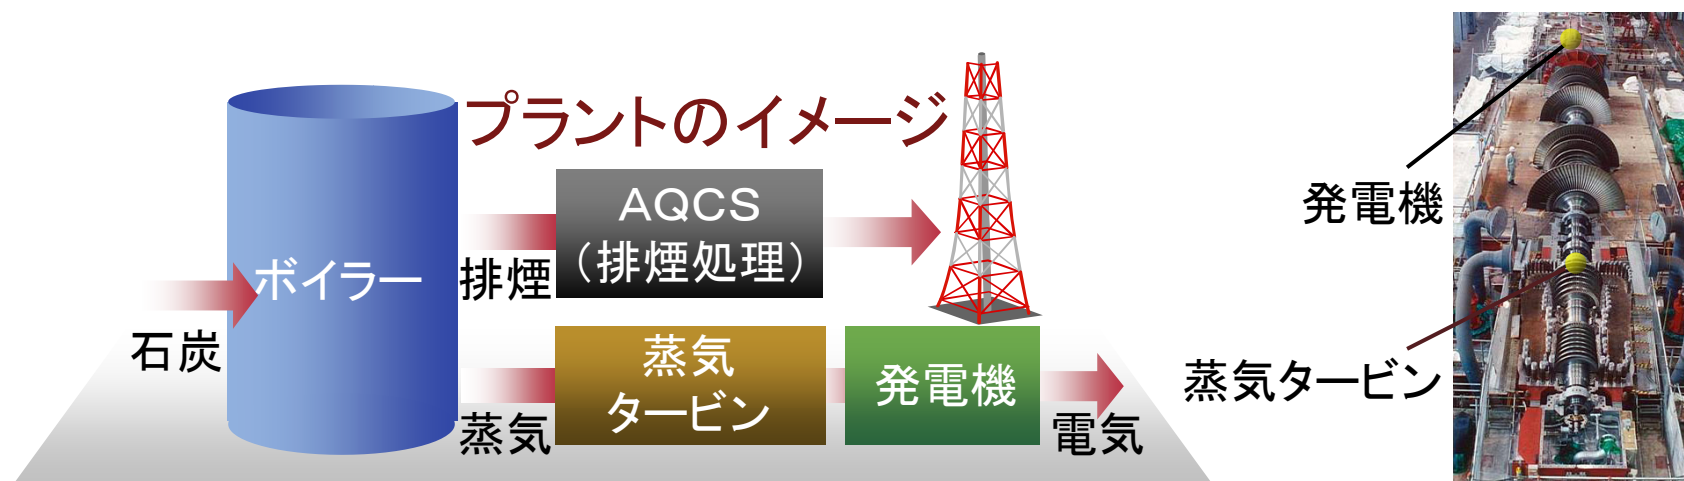 プラントのイメージ
AQCS
（排煙処理）
ボイラー
排煙
石炭
蒸気
タービン
発電機
蒸気
電気
発電機
蒸気タービン